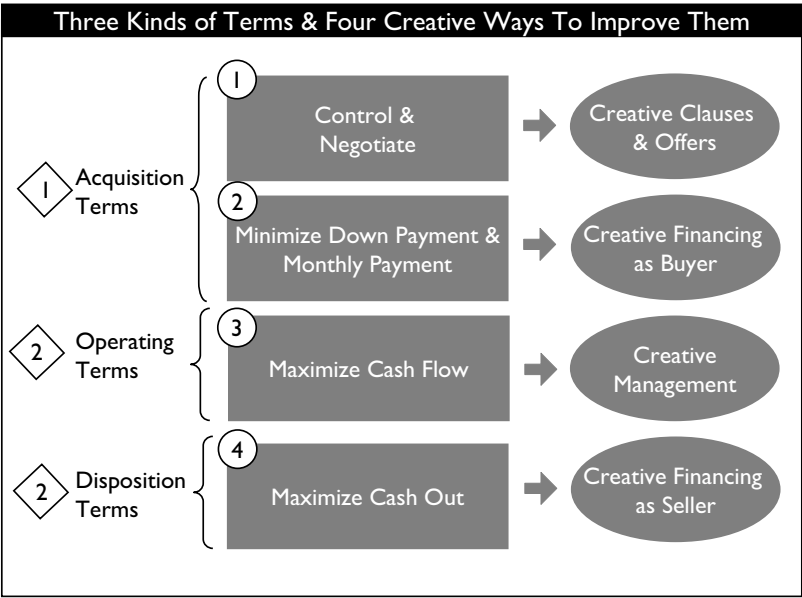 Three Kinds of Terms & Four Creative Ways To Improve Them
1
Acquisition
Terms
1
Control &
Negotiate
Creative Clauses
& Offers
2
Minimize Down Payment &
Monthly Payment
Creative Financing
as Buyer
2
Operating
Terms
3
Maximize Cash Flow
Creative
Management
2
Disposition
Terms
4
Maximize Cash Out
Creative Financing
as Seller